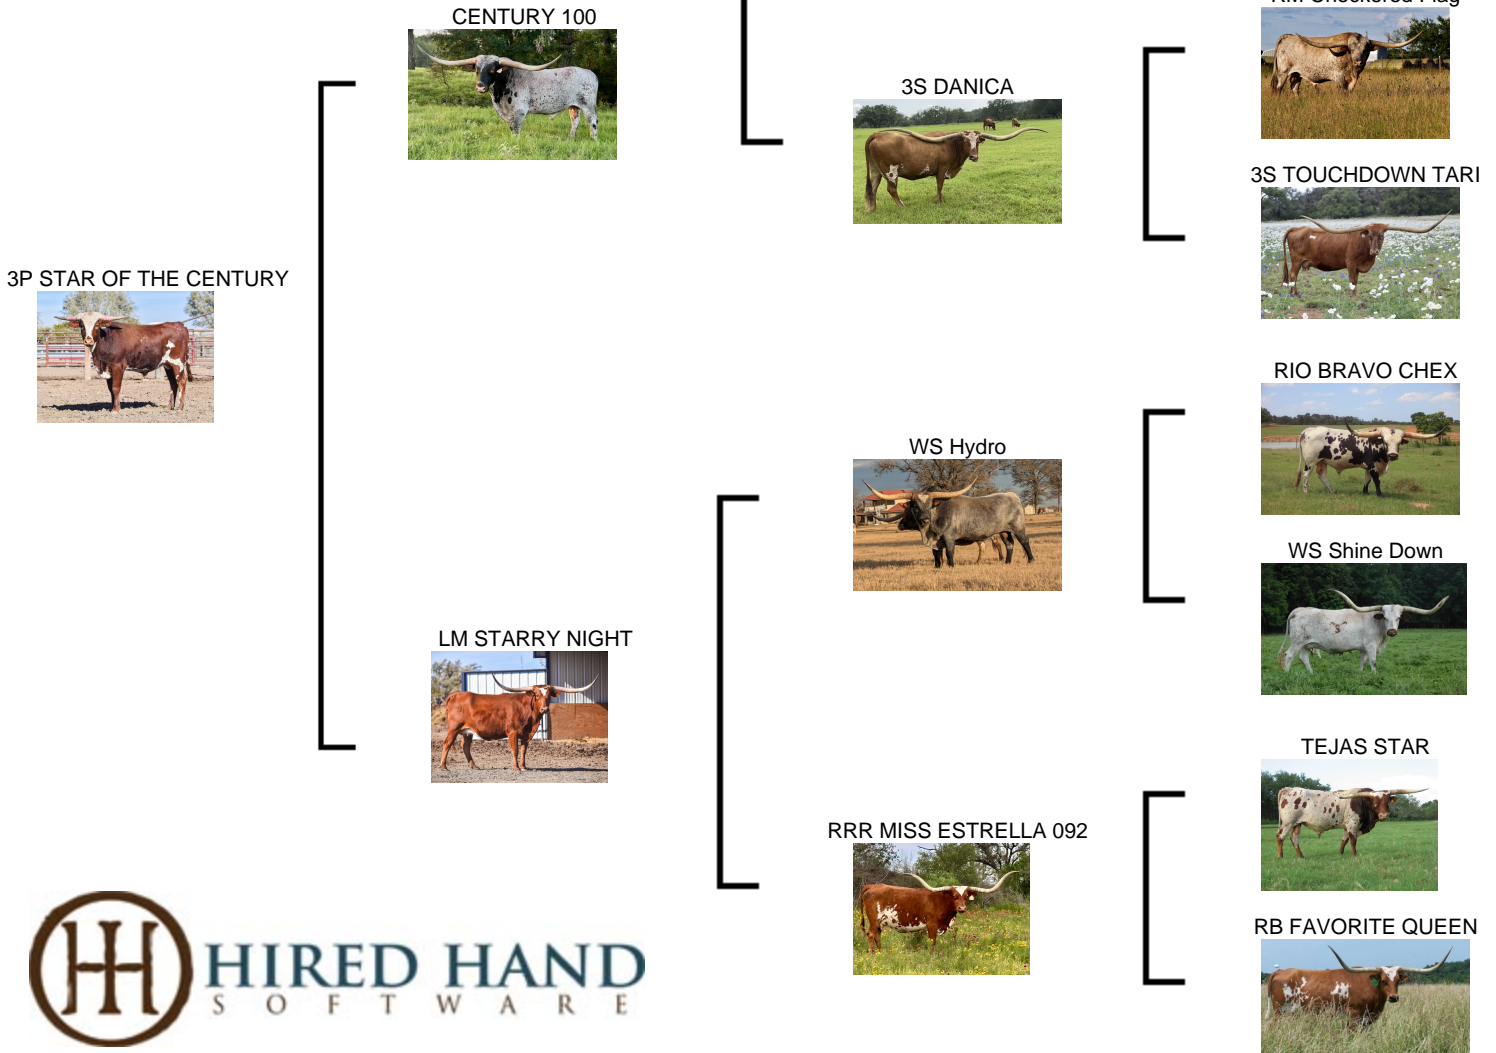 CENTURY 100
3S DANICA
3S TOUCHDOWN TARI
3P STAR OF THE CENTURY
RIO BRAVO CHEX
WS Hydro
WS Shine Down
LM STARRY NIGHT
TEJAS STAR
RRR MISS ESTRELLA 092
RB FAVORITE QUEEN
HH
HIRED HAND
SOFTWARE